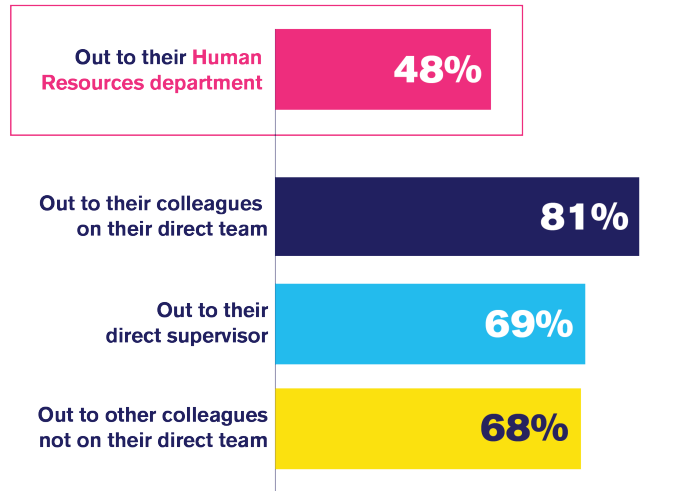 Out to their Human
Resources department
48%
Out to their colleagues
on their direct team
81%
Out to their
direct supervisor
69%
Out to other colleagues
not on their direct team
68%